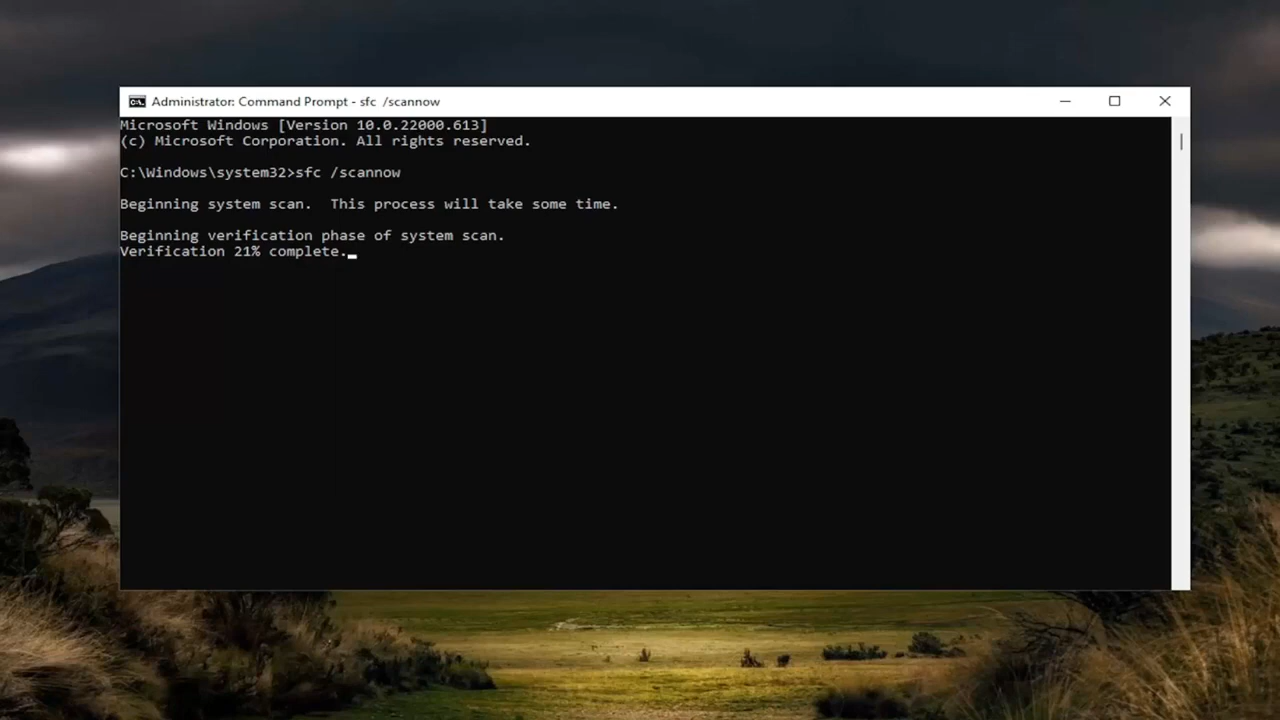 Administrator: Command Prompt - sfc  /scannow
Microsoft Windows [Version 10.0.22000.613]
(c) Microsoft Corporation. All rights reserved.
C:\Windows\system32>sfc /scannow
Beginning system scan.  This process will take some time.
Beginning verification phase of system scan.
Verification 21% complete.